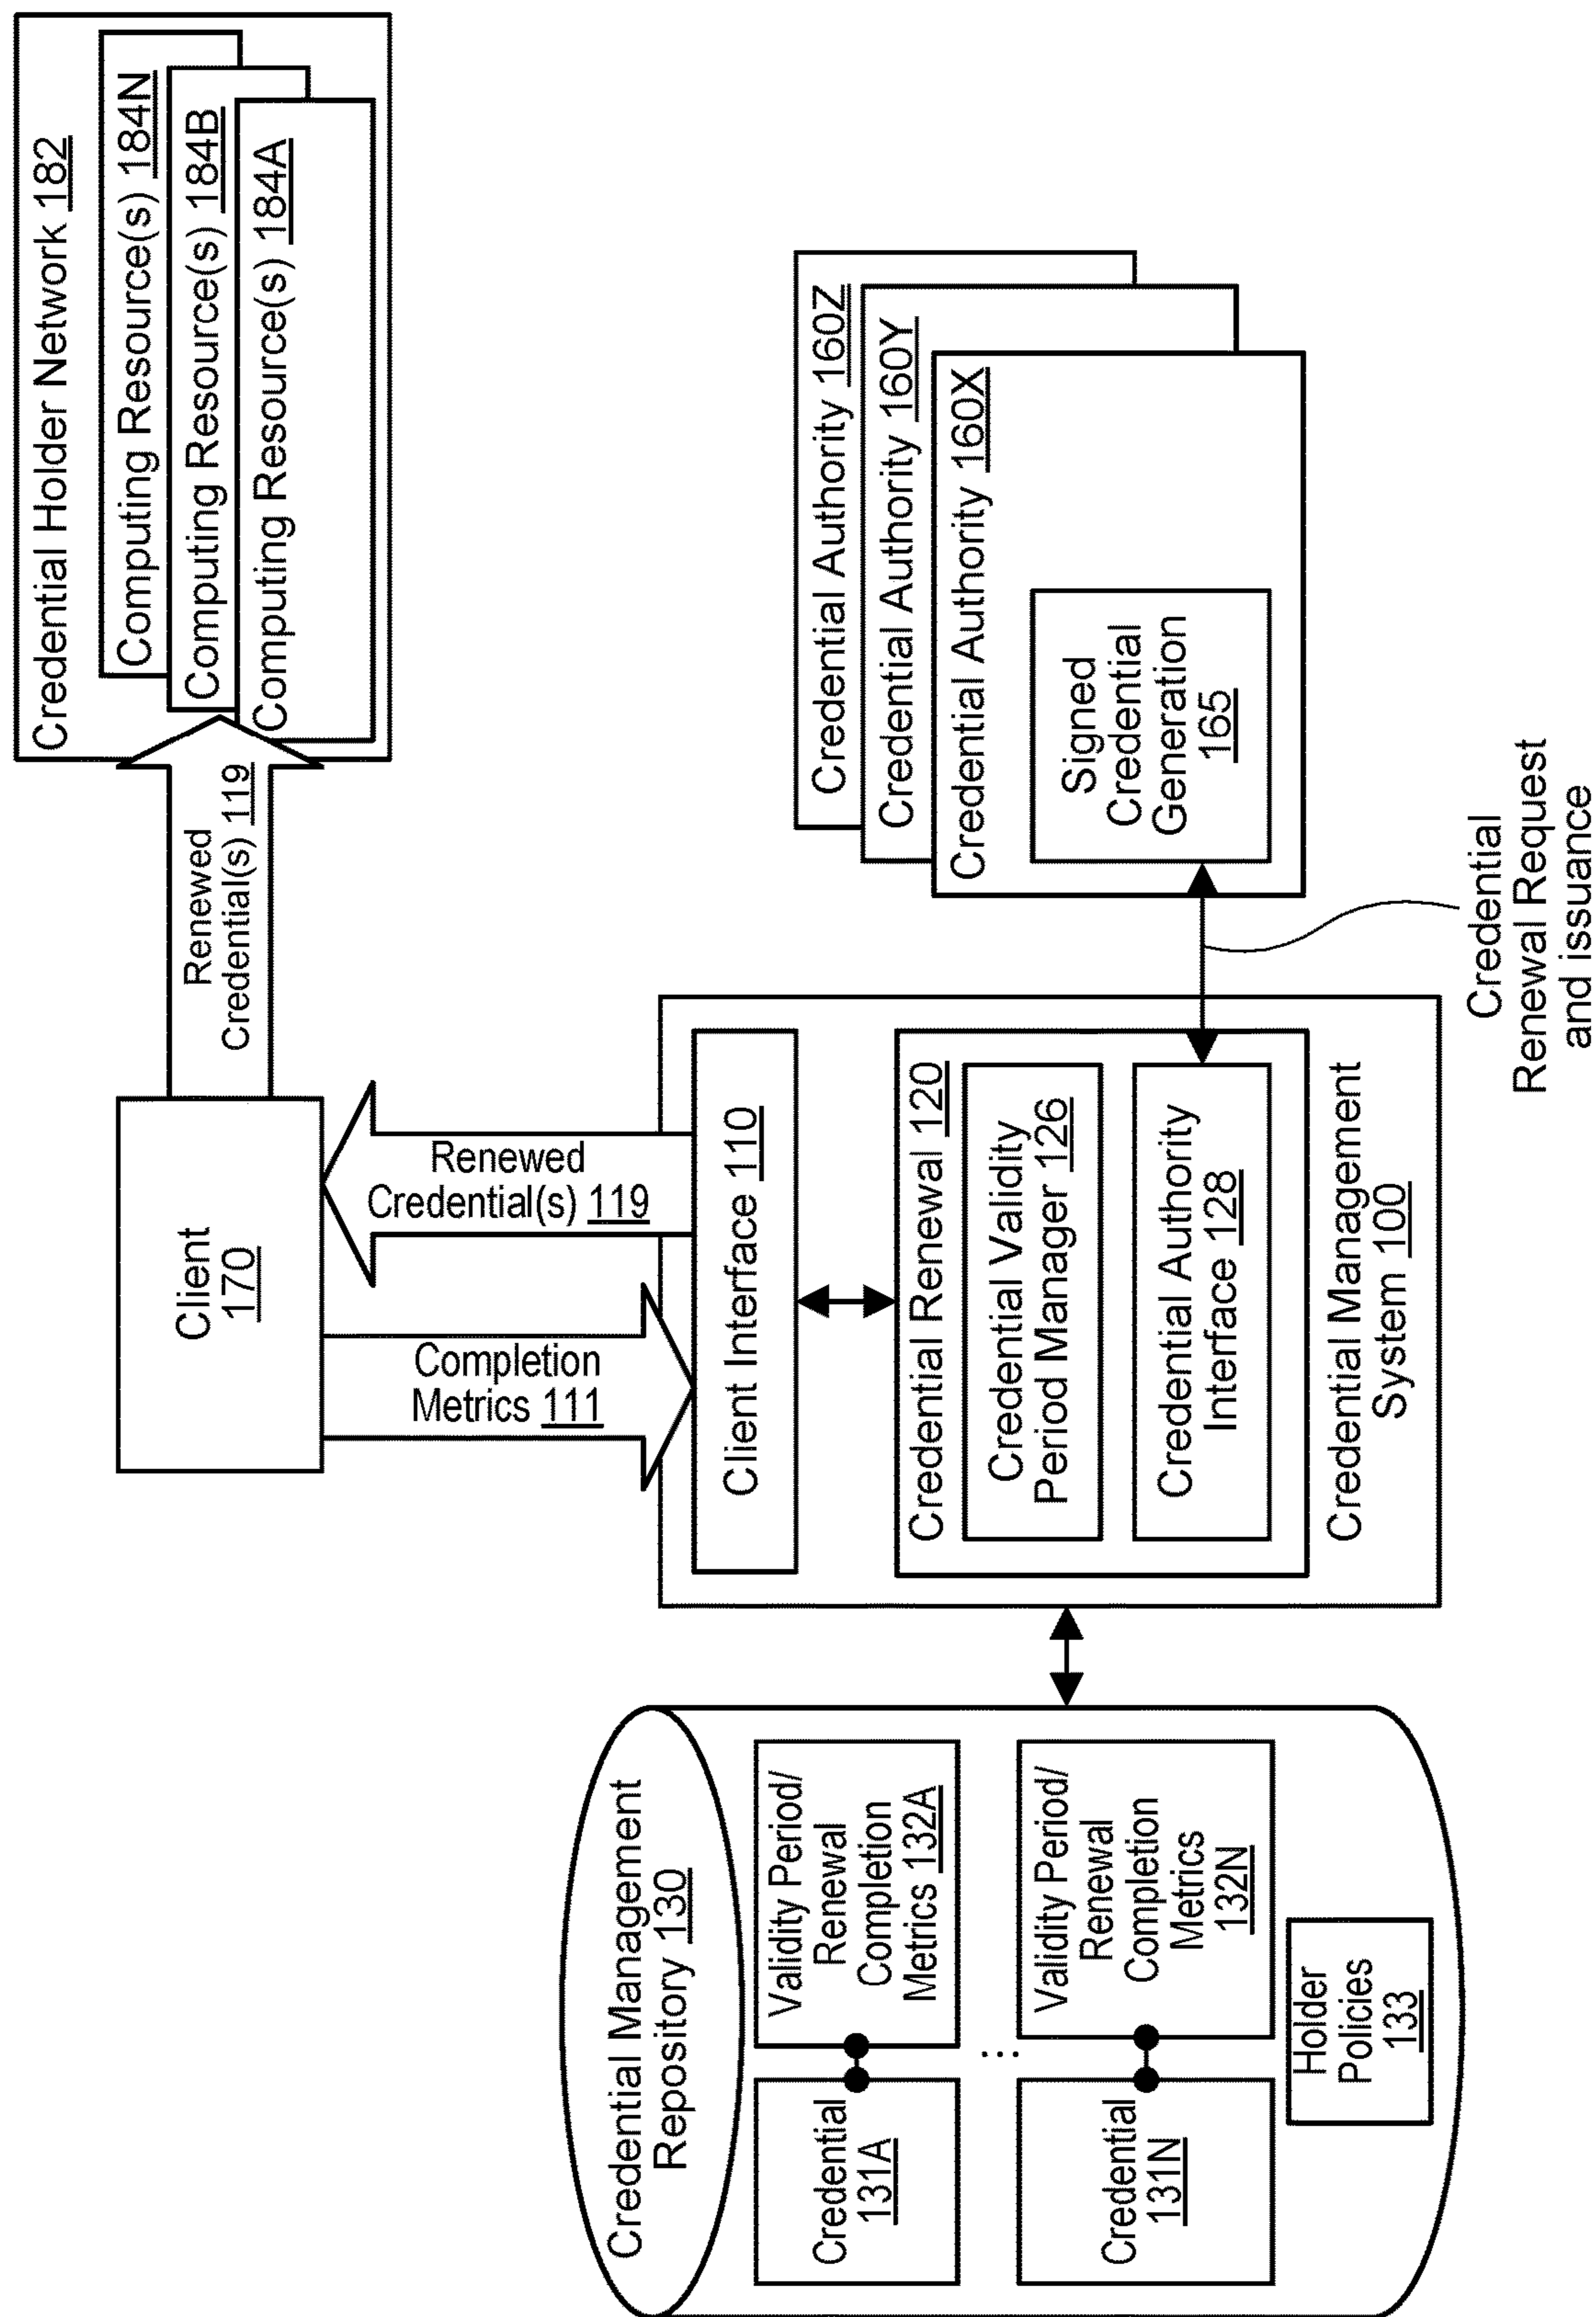 Credential Management
Repository 130
Credential
131A
Validity Period/
Renewal
Completion
Metrics 132A
...
Credential
131N
Validity Period/
Renewal
Completion
Metrics
132N
Holder
Policies
133
Client
170
Completion
Metrics 111
Renewed
Credential(s) 119
Client Interface 110
Credential Renewal 120
Credential Validity
Period Manager 126
Credential Authority
Interface 128
Credential Management
System 100
Renewed
Credential(s) 119
Credential Holder Network 182
Computing Resource(s) 184N
Computing Resource(s) 184B
Computing Resource(s) 184A
Credential Authority 160Z
Credential Authority 160Y
Credential Authority 160X
Signed
Credential
Generation
165
Credential
Renewal Request
and issuance